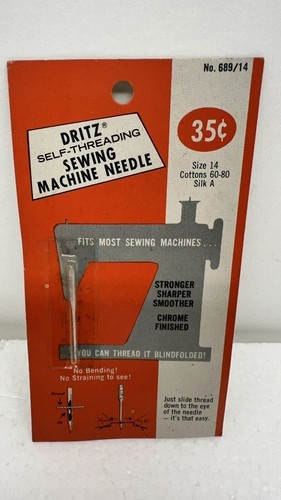 No. 689/14
DRITZ®
SELF-THREADING
SEWING
MACHINE NEEDLE
35¢
Size 14
Cottons 60-80
Silk A
FITS MOST SEWING MACHINES...
STRONGER
SHARPER
SMOOTHER
CHROME
FINISHED
YOU CAN THREAD IT BLINDFOLDED!
No Bending!
No Straining to see!
Just slide thread
down to the eye
of the needle
— it's that easy.